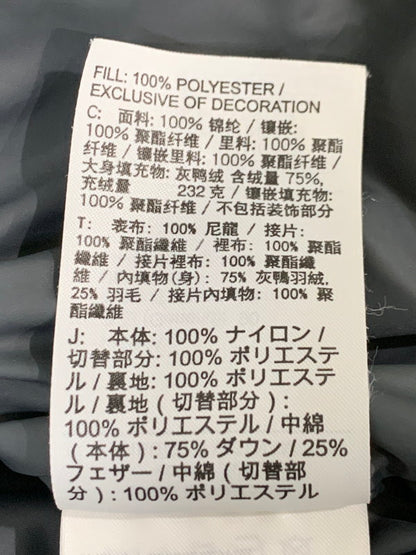 FILL: 100% POLYESTER /
EXCLUSIVE OF DECORATION
C: 面料: 100% 锦纶 / 镶嵌:
100% 聚酯纤维 / 里料: 100% 聚酯
纤维 / 镶嵌里料: 100% 聚酯纤维 /
大身填充物: 灰鸭绒 含绒量 75%,
充绒量 232 克 / 镶嵌填充物:
100% 聚酯纤维 / 不包括装饰部分
T: 表布: 100% 尼龍 / 接片:
100% 聚酯纖維 / 裡布: 100% 聚酯
纖維 / 接片裡布: 100% 聚酯纖
維 / 內填物(身): 75% 灰鴨羽絨,
25% 羽毛 / 接片內填物: 100% 聚
酯纖維
J: 本体: 100% ナイロン /
切替部分: 100% ポリエステ
ル / 裏地: 100% ポリエステ
ル / 裏地 (切替部分):
100% ポリエステル / 中綿
(本体): 75% ダウン / 25%
フェザー / 中綿 (切替部
分): 100% ポリエステル